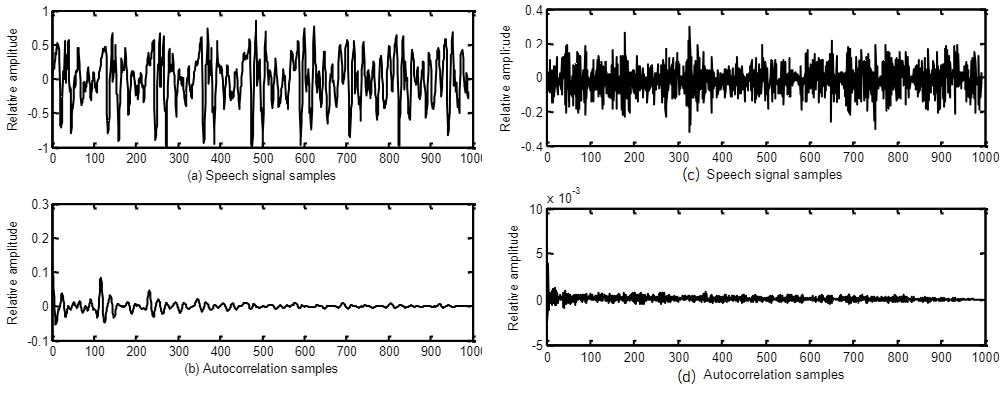 1
0.5
0
-0.5
-1
Relative amplitude
0 100 200 300 400 500 600 700 800 900 100
(a) Speech signal samples
0.3
0.2
0.1
0
-0.1
Relative amplitude
0 100 200 300 400 500 600 700 800 900 100
(b) Autocorrelation samples
0.4
0.2
0
-0.2
-0.4
Relative amplitude
0 100 200 300 400 500 600 700 800 900 1000
(c) Speech signal samples
x 10-3
10
5
0
-5
Relative amplitude
0 100 200 300 400 500 600 700 800 900 1000
(d) Autocorrelation samples